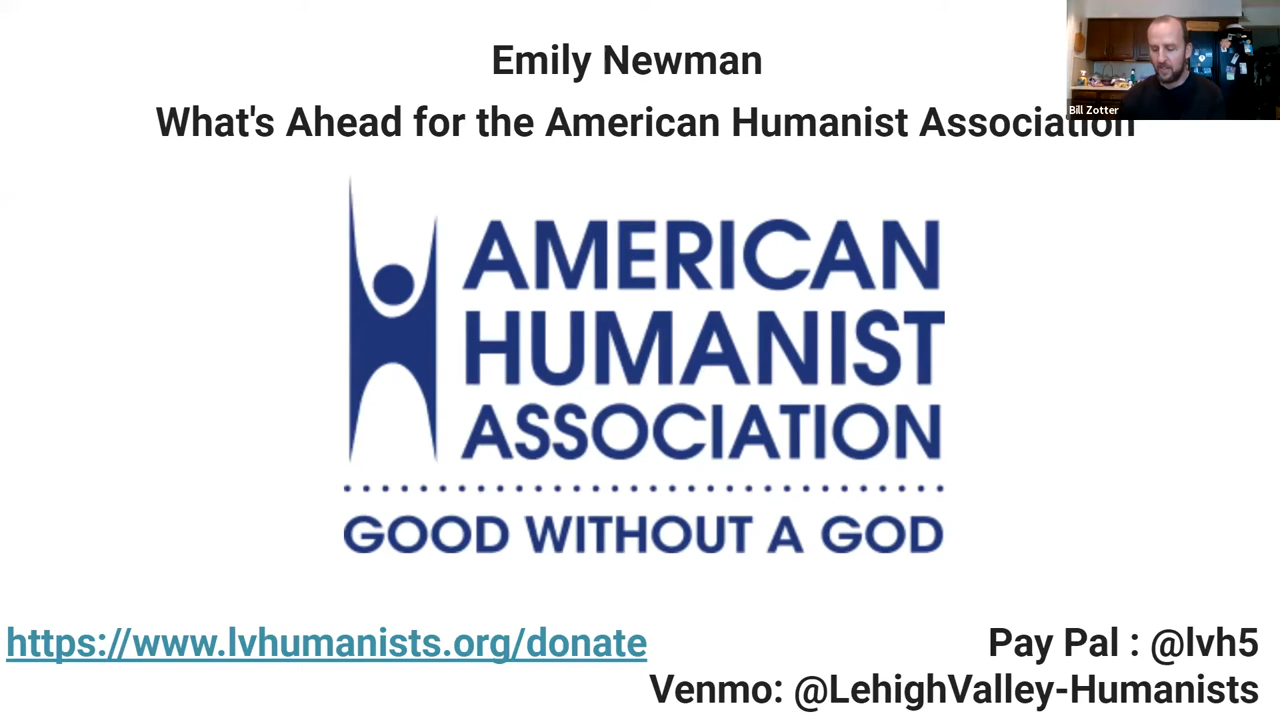 Emily Newman
What's Ahead for the American Humanist Association
Bill Zotter
AMERICAN
HUMANIST
ASSOCIATION
GOOD WITHOUT A GOD
https://www.lvhumanists.org/donate
Pay Pal : @lvh5
Venmo: @LehighValley-Humanists